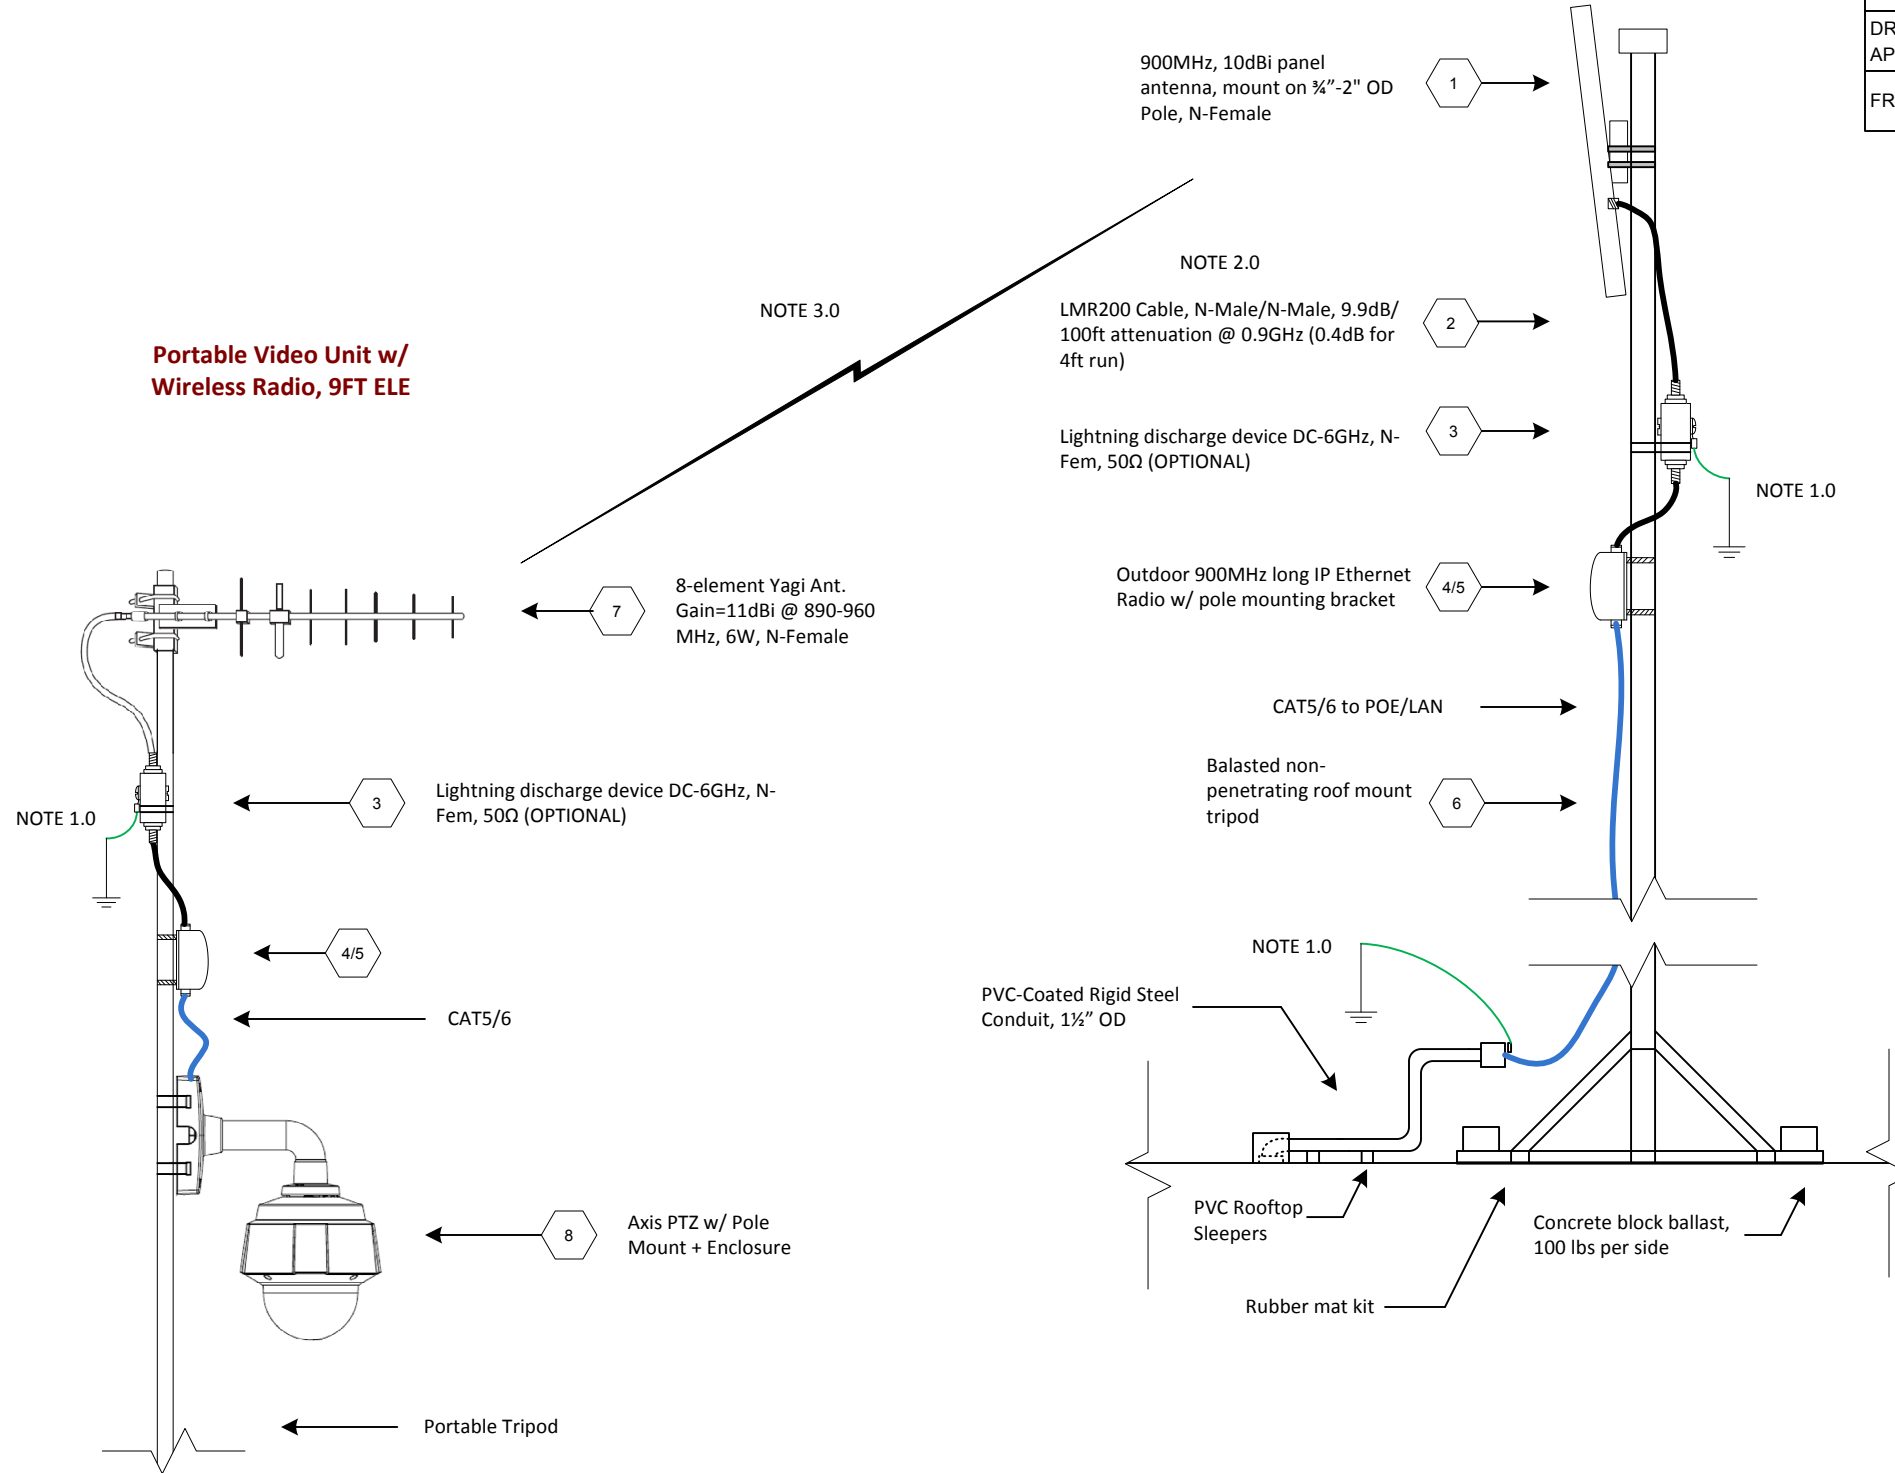 DR
AP
FR
900MHz, 10dBi panel
antenna, mount on ¾”-2" OD
Pole, N-Female
1
NOTE 2.0
NOTE 3.0
LMR200 Cable, N-Male/N-Male, 9.9dB/
100ft attenuation @ 0.9GHz (0.4dB for
4ft run)
2
Portable Video Unit w/
Wireless Radio, 9FT ELE
Lightning discharge device DC-6GHz, N-
Fem, 50Ω (OPTIONAL)
3
NOTE 1.0
Outdoor 900MHz long IP Ethernet
Radio w/ pole mounting bracket
4/5
7
8-element Yagi Ant.
Gain=11dBi @ 890-960
MHz, 6W, N-Female
CAT5/6 to POE/LAN
Balasted non-
penetrating roof mount
tripod
6
NOTE 1.0
3
Lightning discharge device DC-6GHz, N-
Fem, 50Ω (OPTIONAL)
4/5
NOTE 1.0
PVC-Coated Rigid Steel
Conduit, 1½” OD
CAT5/6
8
Axis PTZ w/ Pole
Mount + Enclosure
PVC Rooftop
Sleepers
Concrete block ballast,
100 lbs per side
Rubber mat kit
Portable Tripod